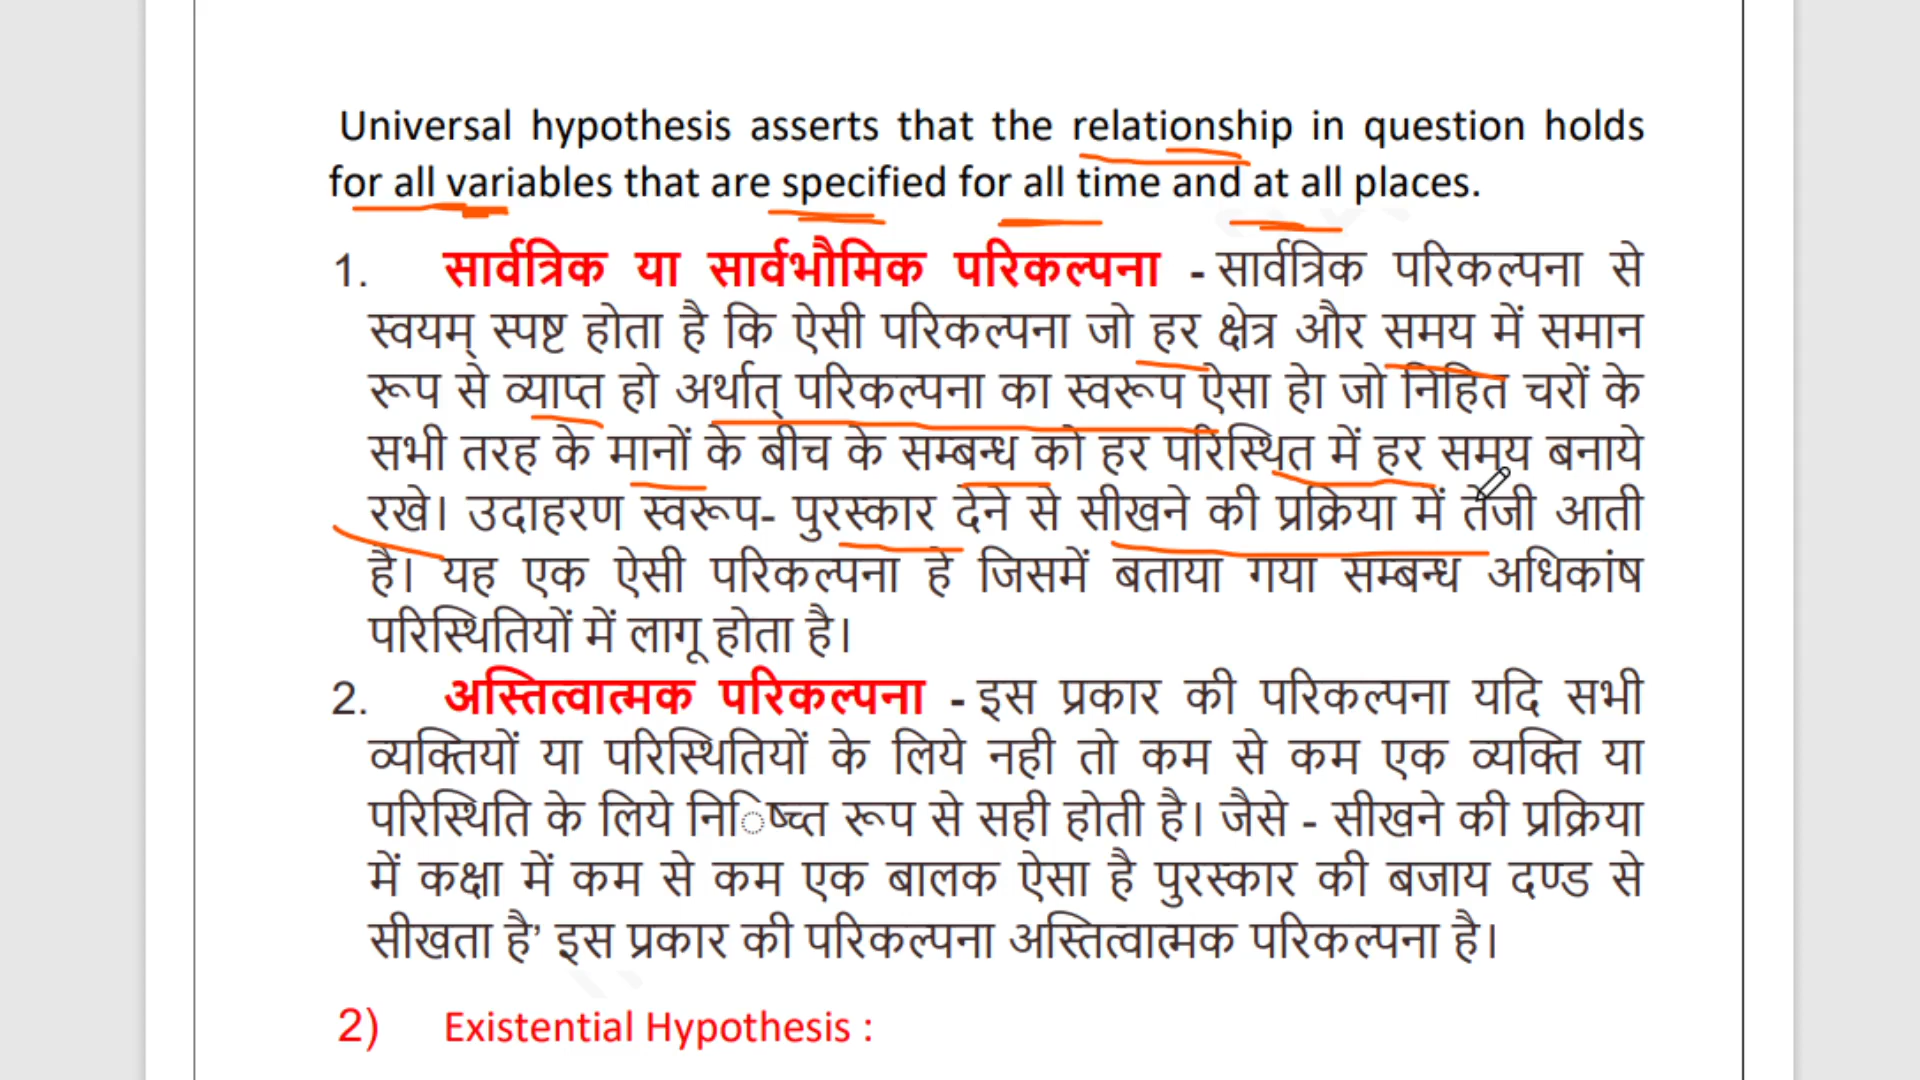 Universal hypothesis asserts that the relationship in question holds
for all variables that are specified for all time and at all places.
1. सार्वत्रिक या सार्वभौमिक परिकल्पना - सार्वत्रिक परिकल्पना से
स्वयम् स्पष्ट होता है कि ऐसी परिकल्पना जो हर क्षेत्र और समय में समान
रूप से व्याप्त हो अर्थात् परिकल्पना का स्वरूप ऐसा हेा जो निहित चरों के
सभी तरह के मानों के बीच के सम्बन्ध को हर परिस्थित में हर समय बनाये
रखे। उदाहरण स्वरूप- पुरस्कार देने से सीखने की प्रक्रिया में तेजी आती
है। यह एक ऐसी परिकल्पना है जिसमें बताया गया सम्बन्ध अधिकांष
परिस्थितियों में लागू होता है।
2. अस्तित्वात्मक परिकल्पना - इस प्रकार की परिकल्पना यदि सभी
व्यक्तियों या परिस्थितियों के लिये नही तो कम से कम एक व्यक्ति या
परिस्थिति के लिये नििष्च्त रूप से सही होती है। जैसे - सीखने की प्रक्रिया
में कक्षा में कम से कम एक बालक ऐसा है पुरस्कार की बजाय दण्ड से
सीखता है’ इस प्रकार की परिकल्पना अस्तित्वात्मक परिकल्पना है।
2) Existential Hypothesis :